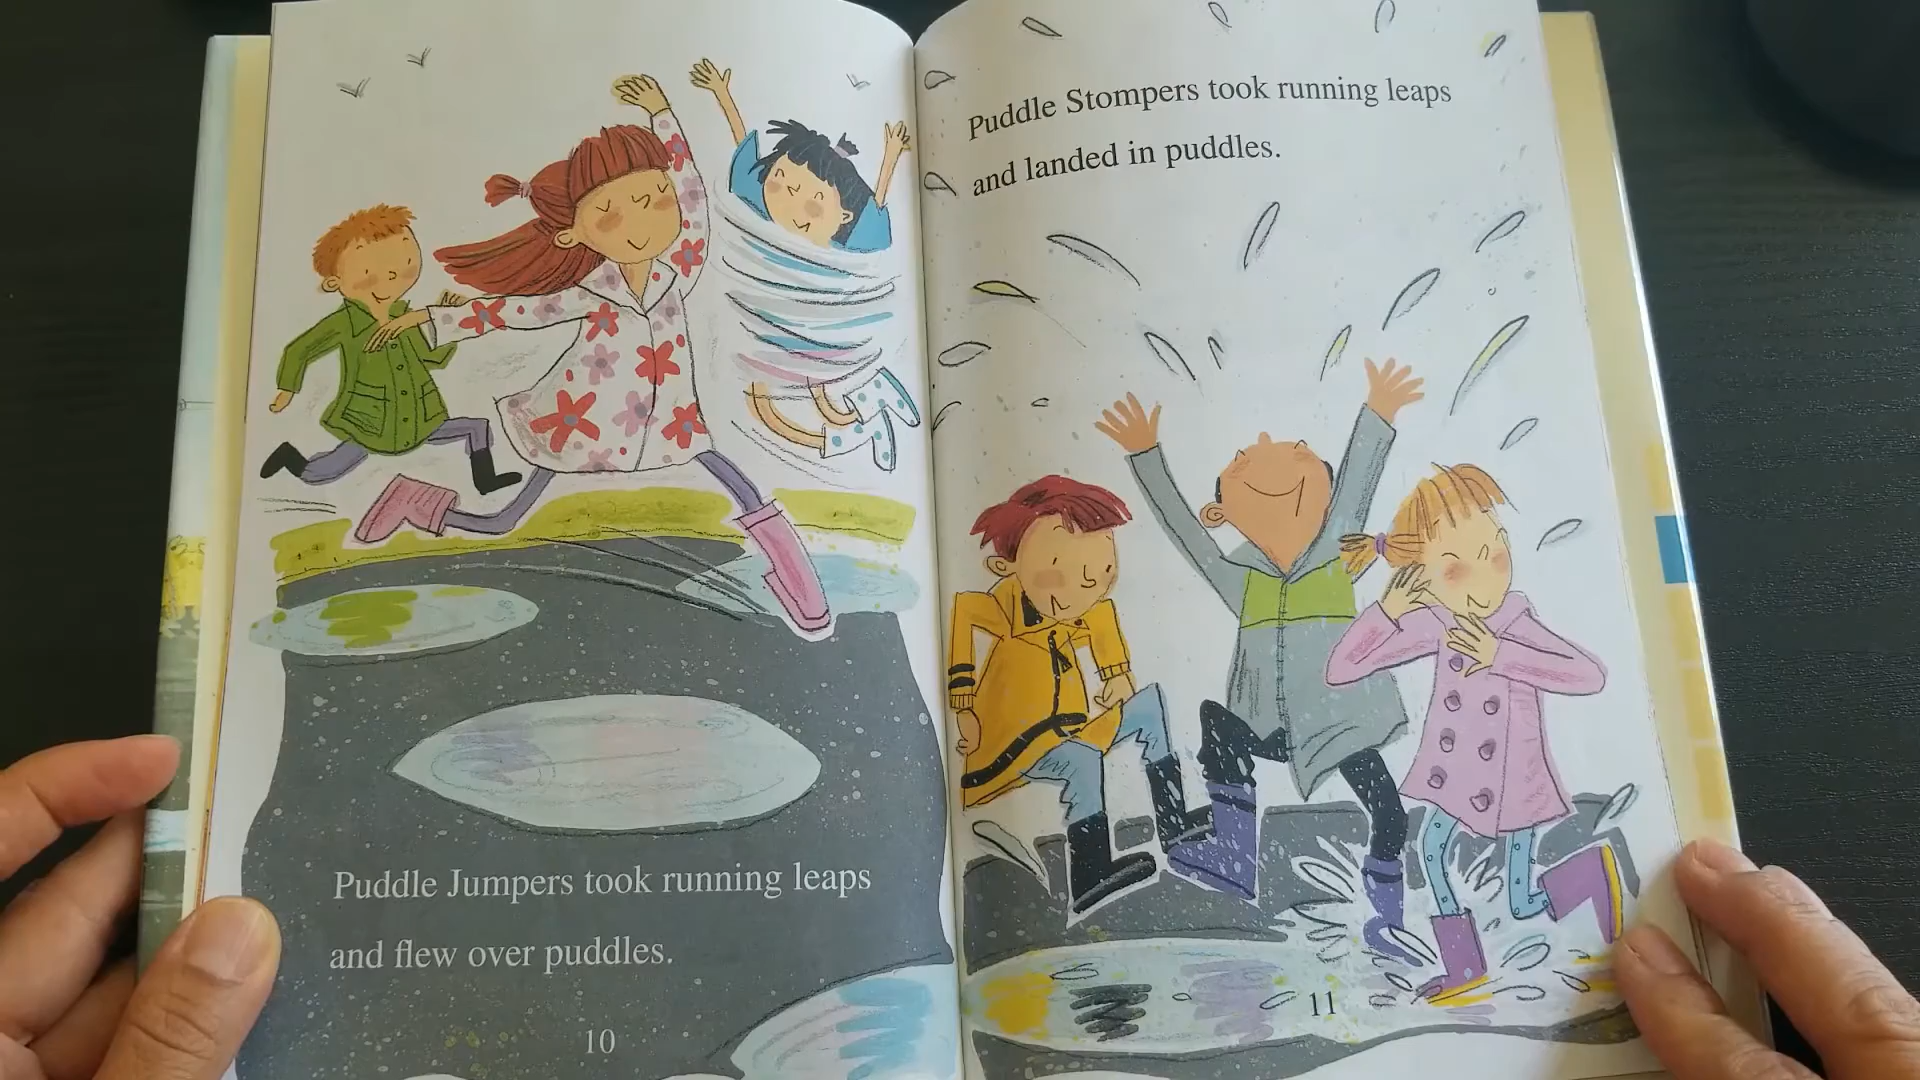 Puddle Jumpers took running leaps
and flew over puddles.
10
Puddle Stompers took running leaps
and landed in puddles.
11